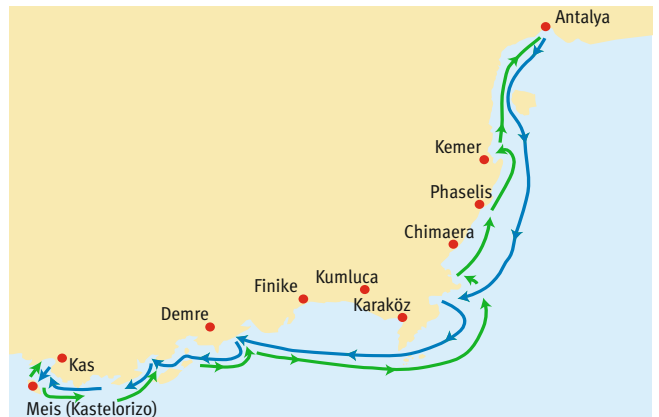 Antalya
Kemer
Phaselis
Chimaera
Kumluca
Finike
Karaköz
Demre
Kas
Meis (Kastelorizo)